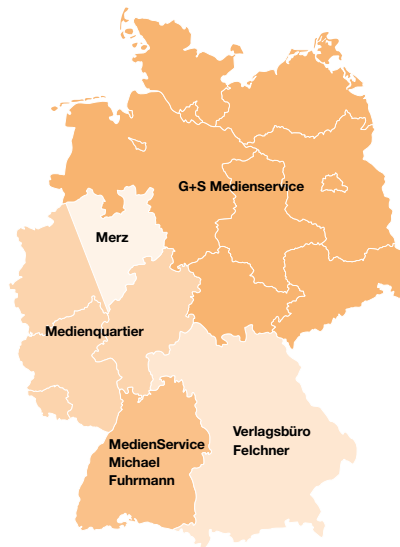 G+S Medienservice
Merz
Medienquartier
MedienService
Michael
Fuhrmann
Verlagsbüro
Felchner